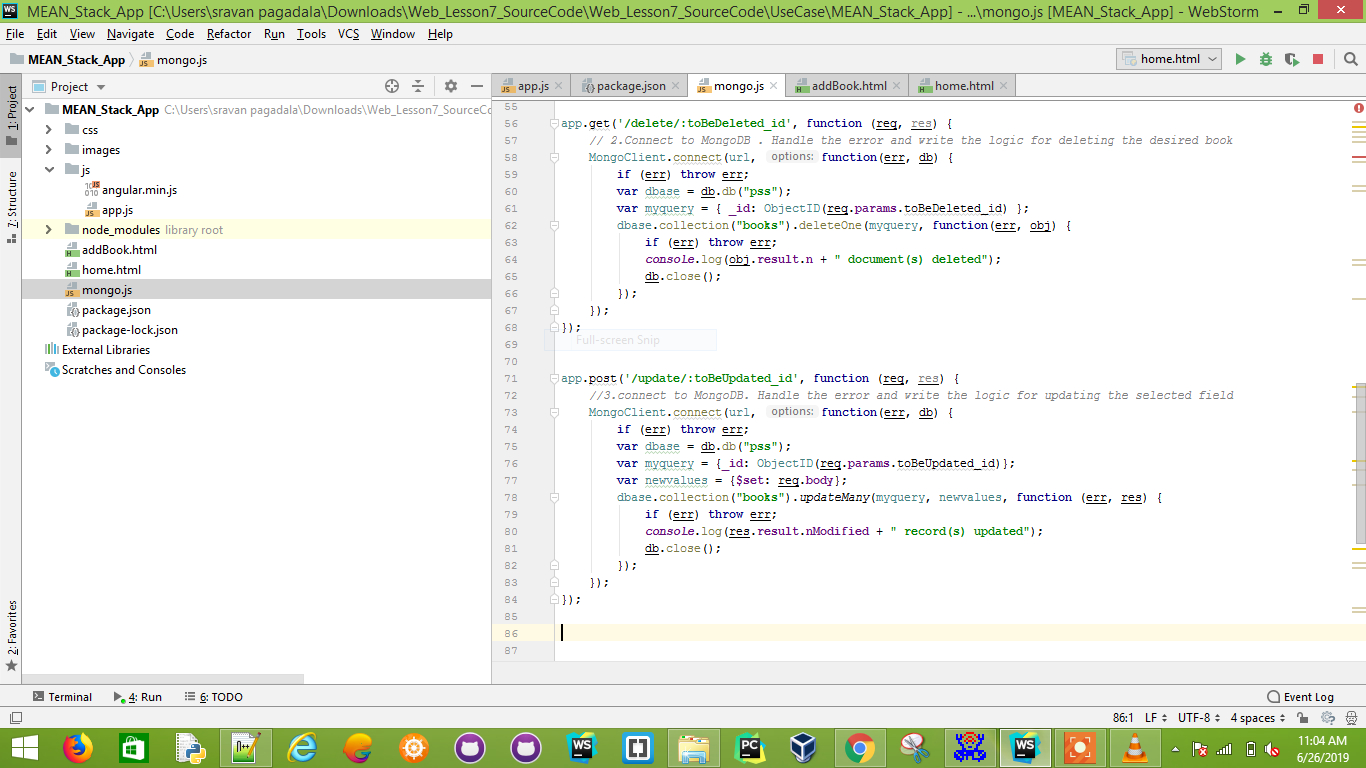 MEAN_Stack_App [C:\Users\sravan pagadala\Downloads\Web_Lesson7_SourceCode\Web_Lesson7_SourceCode\UseCase\MEAN_Stack_App] - ...\mongo.js [MEAN_Stack_App] - WebStorm
File Edit View Navigate Code Refactor Run Tools VCS Window Help
MEAN_Stack_App mongo.js home.html
1: Project
7: Structure
2: Favorites
Project
MEAN_Stack_App C:\Users\sravan pagadala\Downloads\Web_Lesson7_SourceCo
css
images
js
angular.min.js
app.js
node_modules library root
addBook.html
home.html
mongo.js
package.json
package-lock.json
External Libraries
Scratches and Consoles
app.js package.json mongo.js addBook.html home.html
55
56 app.get('/delete/:toBeDeleted_id', function (req, res) {
57 // 2.Connect to MongoDB . Handle the error and write the logic for deleting the desired book
58 MongoClient.connect(url, options: function(err, db) {
59 if (err) throw err;
60 var dbase = db.db("pss");
61 var myquery = { _id: ObjectID(req.params.toBeDeleted_id) };
62 dbase.collection("books").deleteOne(myquery, function(err, obj) {
63 if (err) throw err;
64 console.log(obj.result.n + " document(s) deleted");
65 db.close();
66 });
67 });
68 });
Full-screen Snip
69
70
71 app.post('/update/:toBeUpdated_id', function (req, res) {
72 //3.connect to MongoDB. Handle the error and write the logic for updating the selected field
73 MongoClient.connect(url, options: function(err, db) {
74 if (err) throw err;
75 var dbase = db.db("pss");
76 var myquery = {_id: ObjectID(req.params.toBeUpdated_id)};
77 var newvalues = {$set: req.body};
78 dbase.collection("books").updateMany(myquery, newvalues, function (err, res) {
79 if (err) throw err;
80 console.log(res.result.nModified + " record(s) updated");
81 db.close();
82 });
83 });
84 });
85
86
87
Terminal 4: Run 6: TODO Event Log
86:1 LF UTF-8 4 spaces
11:04 AM
6/26/2019